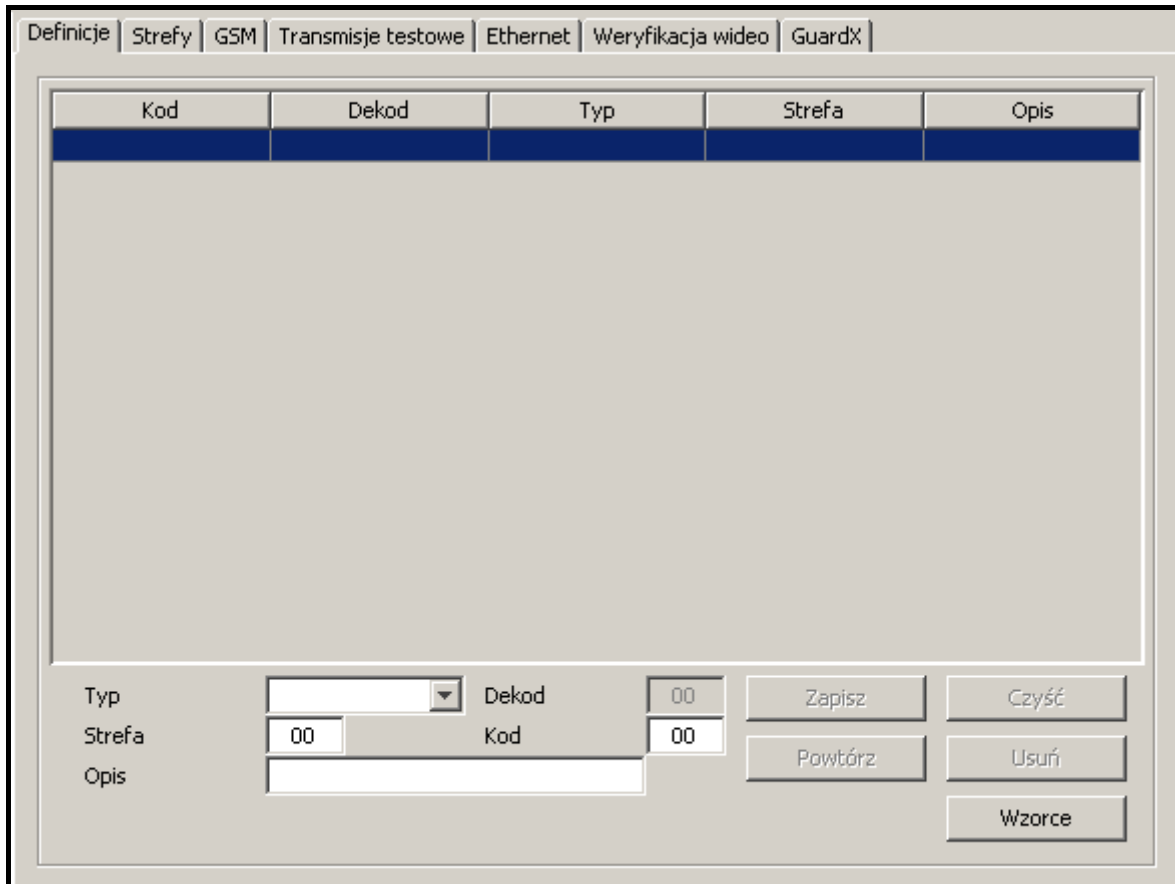 Definicje Strefy GSM Transmisje testowe Ethernet Weryfikacja wideo GuardX
Kod Dekod Typ Strefa Opis
Typ Dekod 00 Zapisz Czyść
Strefa 00 Kod 00
Powtórz Usuń
Opis
Wzorce